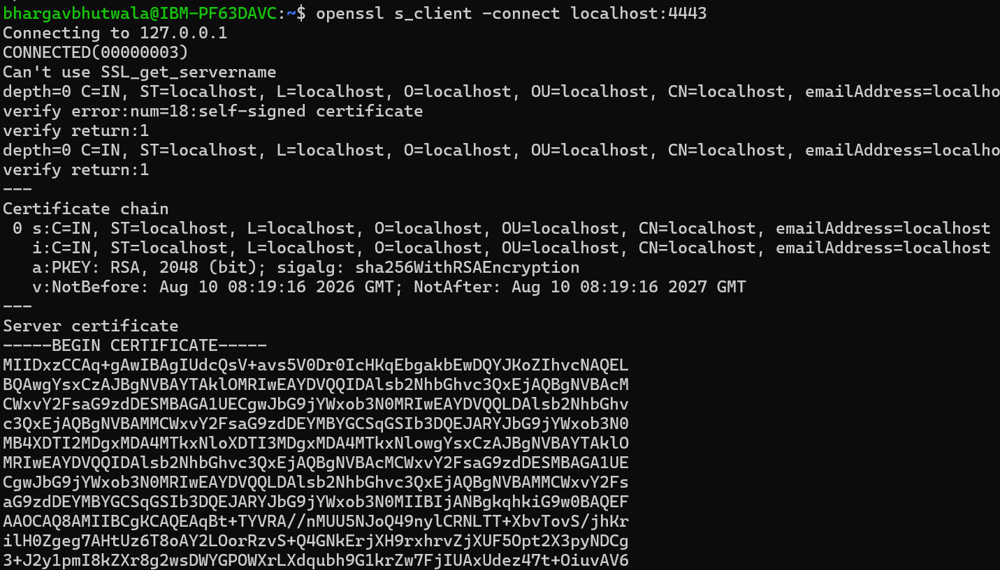 bhargavbhutwala@IBM-PF63DAVC:~$ openssl s_client -connect localhost:4443
Connecting to 127.0.0.1
CONNECTED(00000003)
Can't use SSL_get_servername
depth=0 C=IN, ST=localhost, L=localhost, O=localhost, OU=localhost, CN=localhost, emailAddress=localho
verify error:num=18:self-signed certificate
verify return:1
depth=0 C=IN, ST=localhost, L=localhost, O=localhost, OU=localhost, CN=localhost, emailAddress=localho
verify return:1
---
Certificate chain
 0 s:C=IN, ST=localhost, L=localhost, O=localhost, OU=localhost, CN=localhost, emailAddress=localhost
   i:C=IN, ST=localhost, L=localhost, O=localhost, OU=localhost, CN=localhost, emailAddress=localhost
   a:PKEY: RSA, 2048 (bit); sigalg: sha256WithRSAEncryption
   v:NotBefore: Aug 10 08:19:16 2026 GMT; NotAfter: Aug 10 08:19:16 2027 GMT
---
Server certificate
-----BEGIN CERTIFICATE-----
MIIDxzCCAq+gAwIBAgIUdcQsV+avs5V0Dr0IcHKqEbgakbEwDQYJKoZIhvcNAQEL
BQAwgYsxCzAJBgNVBAYTAklOMRIwEAYDVQQIDAlsb2NhbGhvc3QxEjAQBgNVBAcM
CWxvY2FsaG9zdDESMBAGA1UECgwJbG9jYWxob3N0MRIwEAYDVQQLDAlsb2NhbGhv
c3QxEjAQBgNVBAMMCWxvY2FsaG9zdDEYMBYGCSqGSIb3DQEJARYJbG9jYWxob3N0
MB4XDTI2MDgxMDA4MTkxNloXDTI3MDgxMDA4MTkxNlowgYsxCzAJBgNVBAYTAklO
MRIwEAYDVQQIDAlsb2NhbGhvc3QxEjAQBgNVBAcMCWxvY2FsaG9zdDESMBAGA1UE
CgwJbG9jYWxob3N0MRIwEAYDVQQLDAlsb2NhbGhvc3QxEjAQBgNVBAMMCWxvY2Fs
aG9zdDEYMBYGCSqGSIb3DQEJARYJbG9jYWxob3N0MIIBIjANBgkqhkiG9w0BAQEF
AAOCAQ8AMIIBCgKCAQEAqBt+TYVRA//nMUU5NJoQ49nylCRNLTT+XbvTovS/jhKr
ilH0Zgeg7AHtUz6T8oAY2LOorRzvS+Q4GNkErjXH9rxhrvZjXUF5Opt2X3pyNDCg
3+J2y1pmI8kZXr8g2wsDWYGPOWXrLXdqubh9G1krZw7FjIUAxUdez47t+OiuvAV6